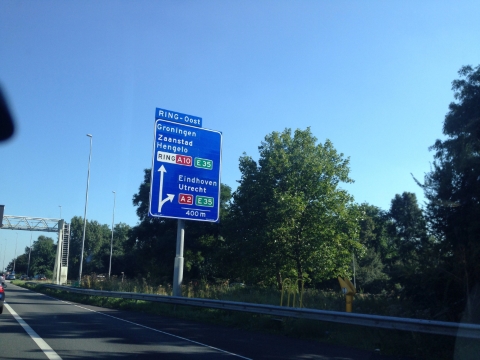 RING-Oost
Groningen
Zaanstad
Hengelo
RING A10 E35
Eindhoven
Utrecht
A2 E35
400 m